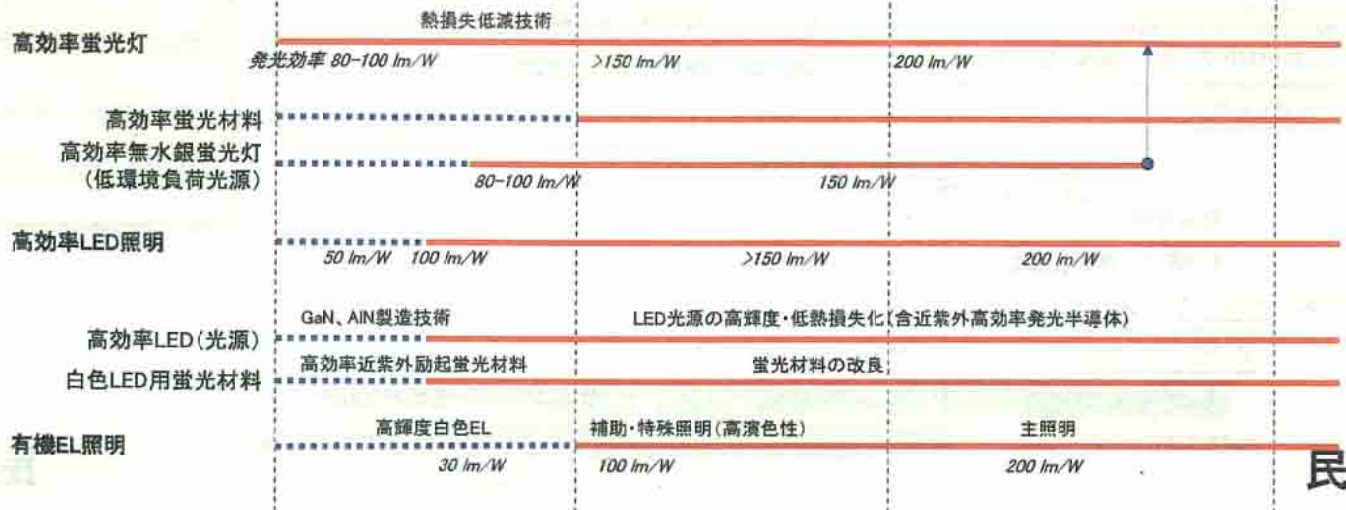 熱損失低減技術
高効率蛍光灯
発光効率 80-100 lm/W >150 lm/W 200 lm/W
高効率蛍光材料
高効率無水銀蛍光灯
(低環境負荷光源)
80-100 lm/W 150 lm/W
高効率LED照明
50 lm/W 100 lm/W >150 lm/W 200 lm/W
GaN、AlN製造技術 LED光源の高輝度・低熱損失化(含近紫外高効率発光半導体)
高効率LED(光源)
高効率近紫外励起蛍光材料 蛍光材料の改良
白色LED用蛍光材料
高輝度白色EL 補助・特殊照明(高演色性) 主照明
有機EL照明
30 lm/W 100 lm/W 200 lm/W
民